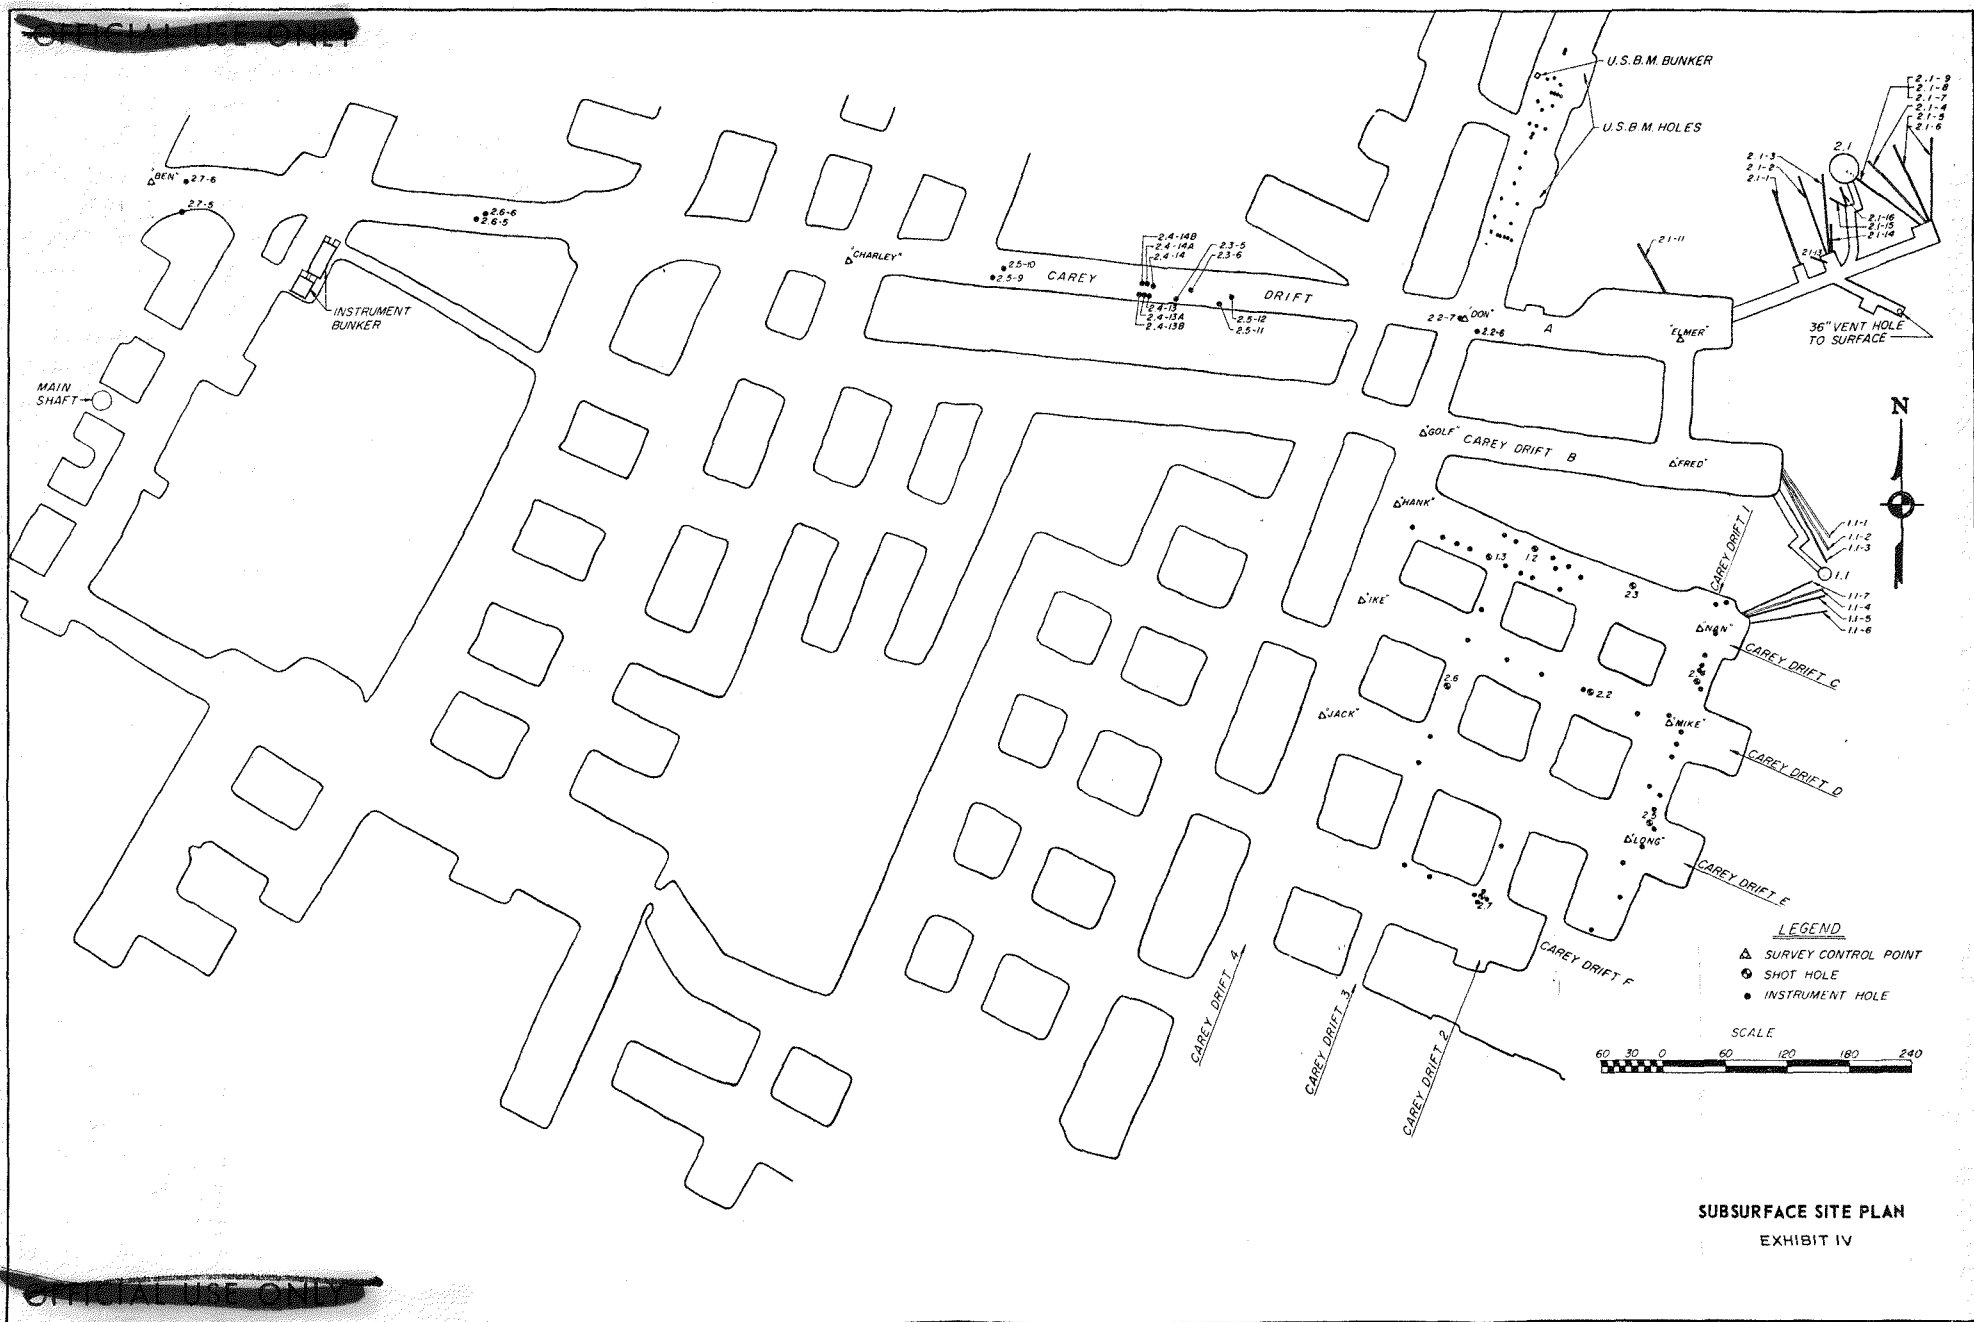 OFFICIAL USE ONLY
U.S.B.M. BUNKER
U.S.B.M. HOLES
2.1-9
2.1-8
2.1-7
2.1-4
2.1-5
2.1-6
2.1
2.1-3
2.1-2
2.1-1
2.1-16
2.1-15
2.1-14
2.1-13
2.1-11
36" VENT HOLE
TO SURFACE
"BEN"
2.7-6
2.7-5
2.6-6
2.6-5
INSTRUMENT
BUNKER
MAIN
SHAFT
"CHARLEY"
2.5-10
2.5-9
CAREY
DRIFT
2.4-14B
2.4-14A
2.4-14
2.3-5
2.3-6
2.4-13
2.4-13A
2.4-13B
2.5-12
2.5-11
2.2-7
"DON"
2.2-6
A
"ELMER"
N
"GOLF"
CAREY DRIFT B
"FRED"
"HANK"
1.3
1.2
2.3
CAREY DRIFT 1
1.1-1
1.1-2
1.1-3
1.1
1.1-7
1.1-4
1.1-5
1.1-6
"IKE"
"NAN"
CAREY DRIFT C
2.6
2.2
"JACK"
"MIKE"
CAREY DRIFT D
2.5
"LONG"
CAREY DRIFT E
2.7
CAREY DRIFT F
CAREY DRIFT 4
CAREY DRIFT 3
CAREY DRIFT 2
LEGEND
SURVEY CONTROL POINT
SHOT HOLE
INSTRUMENT HOLE
SCALE
60 30 0 60 120 180 240
SUBSURFACE SITE PLAN
EXHIBIT IV
OFFICIAL USE ONLY